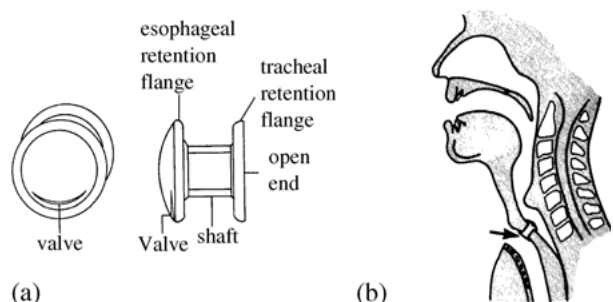 esophageal
retention
flange
tracheal
retention
flange
open
end
valve
Valve
shaft
(a)
(b)